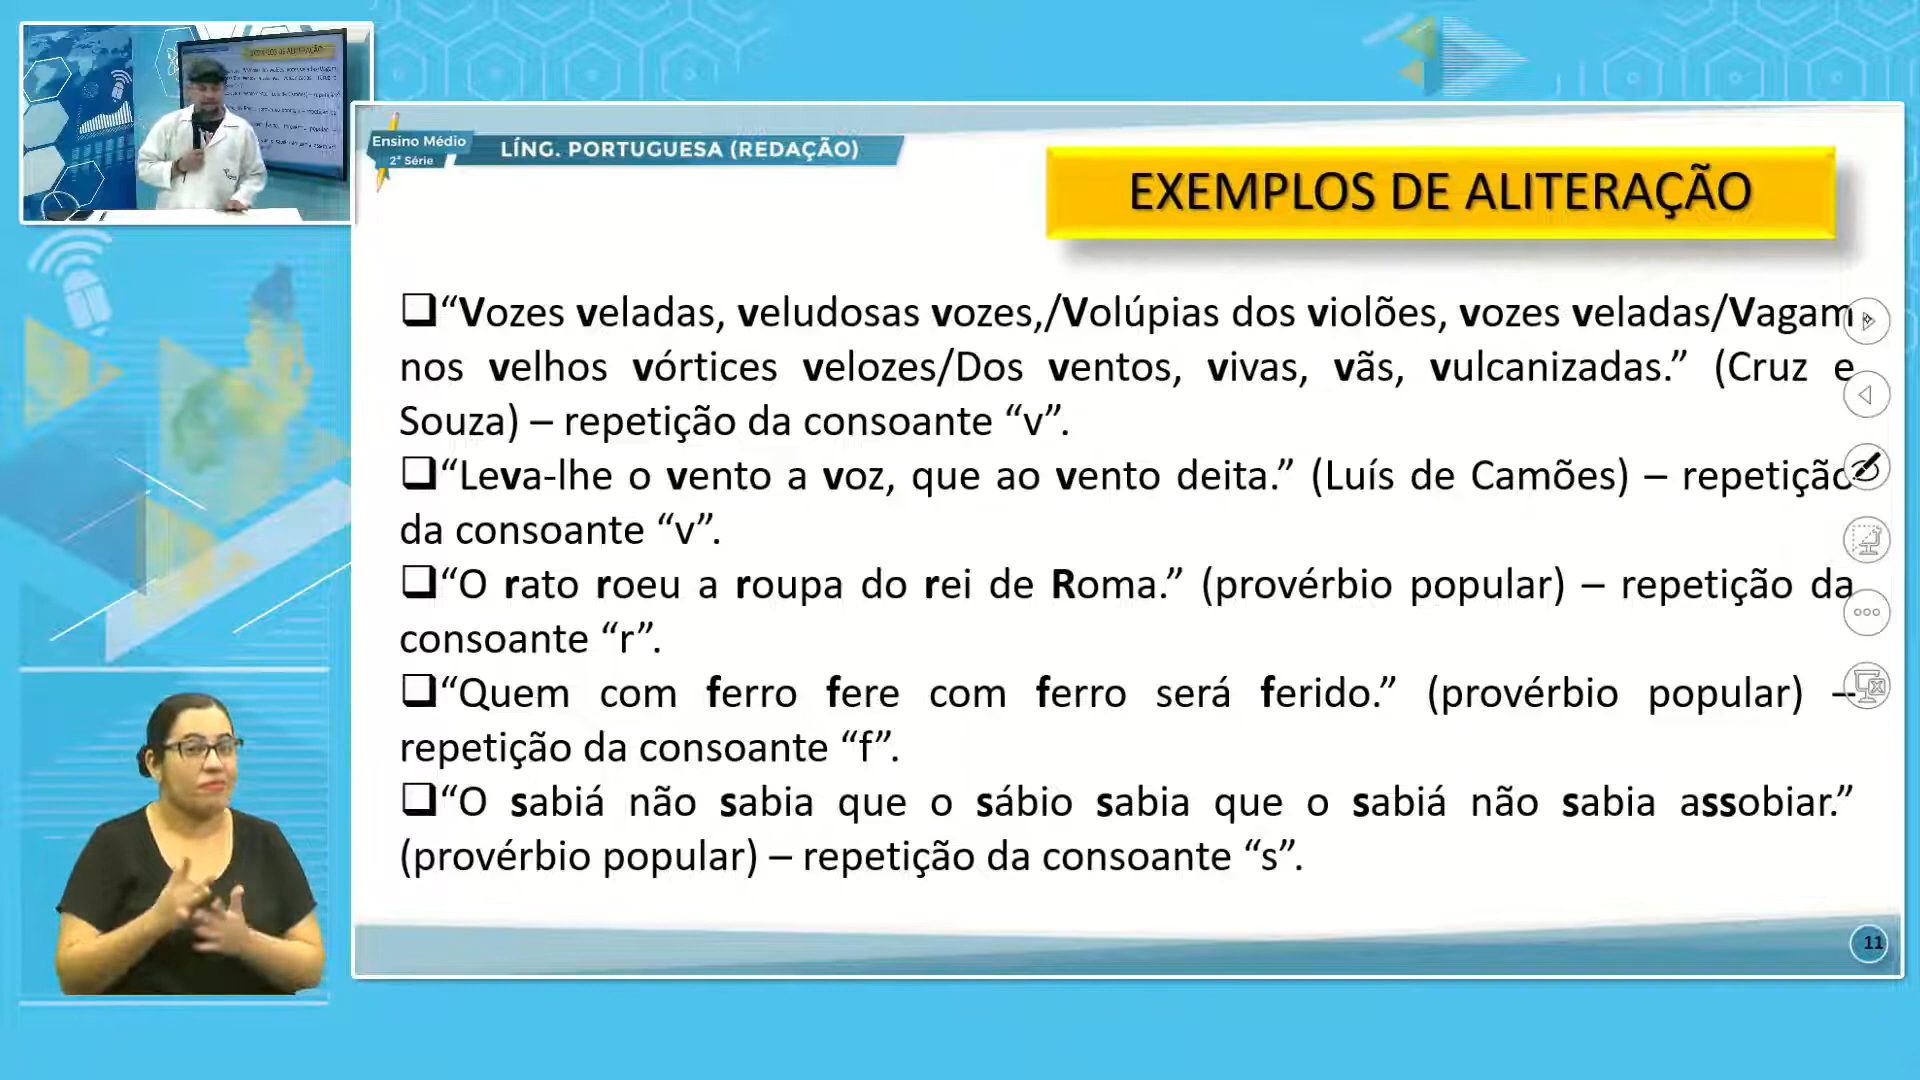 Ensino Médio
2ª Série
LÍNG. PORTUGUESA (REDAÇÃO)
EXEMPLOS DE ALITERAÇÃO
“Vozes veladas, veludosas vozes,/Volúpias dos violões, vozes veladas/Vagam
nos velhos vórtices velozes/Dos ventos, vivas, vãs, vulcanizadas.” (Cruz e
Souza) – repetição da consoante “v”.
“Leva-lhe o vento a voz, que ao vento deita.” (Luís de Camões) – repetição
da consoante “v”.
“O rato roeu a roupa do rei de Roma.” (provérbio popular) – repetição da
consoante “r”.
“Quem com ferro fere com ferro será ferido.” (provérbio popular) –
repetição da consoante “f”.
“O sabiá não sabia que o sábio sabia que o sabiá não sabia assobiar.”
(provérbio popular) – repetição da consoante “s”.
11